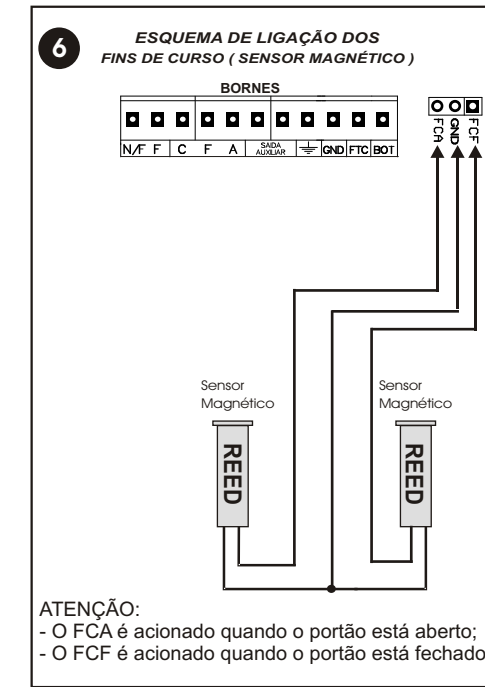 6
ESQUEMA DE LIGAÇÃO DOS
FINS DE CURSO ( SENSOR MAGNÉTICO )
BORNES
N/F F C F A SAIDA AUXILIAR GND FTC BOT
FCA GND FCF
Sensor
Magnético
REED
Sensor
Magnético
REED
ATENÇÃO:
- O FCA é acionado quando o portão está aberto;
- O FCF é acionado quando o portão está fechado